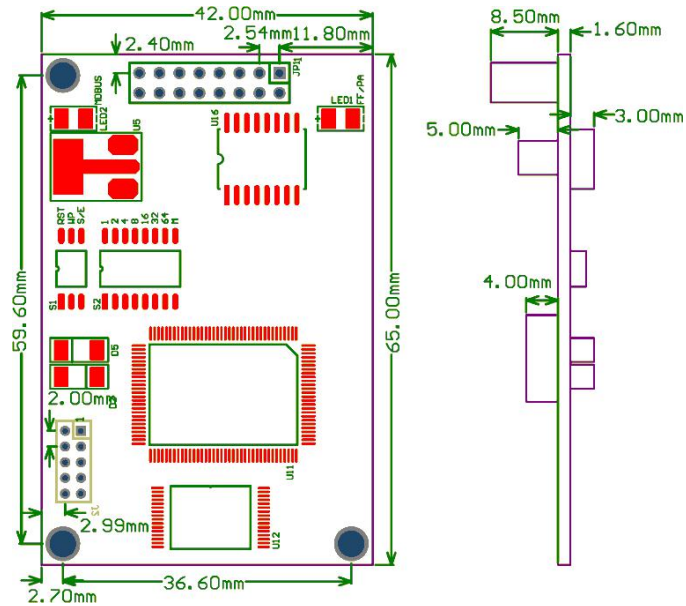 42.00mm
8.50mm
1.60mm
2.40mm
2.54mm
11.80mm
JP1
MODBUS
LED2
U5
U16
LED1
FF/PA
5.00mm
3.00mm
RST
WP
S/E
1
2
4
8
16
32
64
M
S1
S2
59.60mm
65.00mm
4.00mm
D5
2.00mm
1
U11
J3
2.99mm
U12
2.70mm
36.60mm